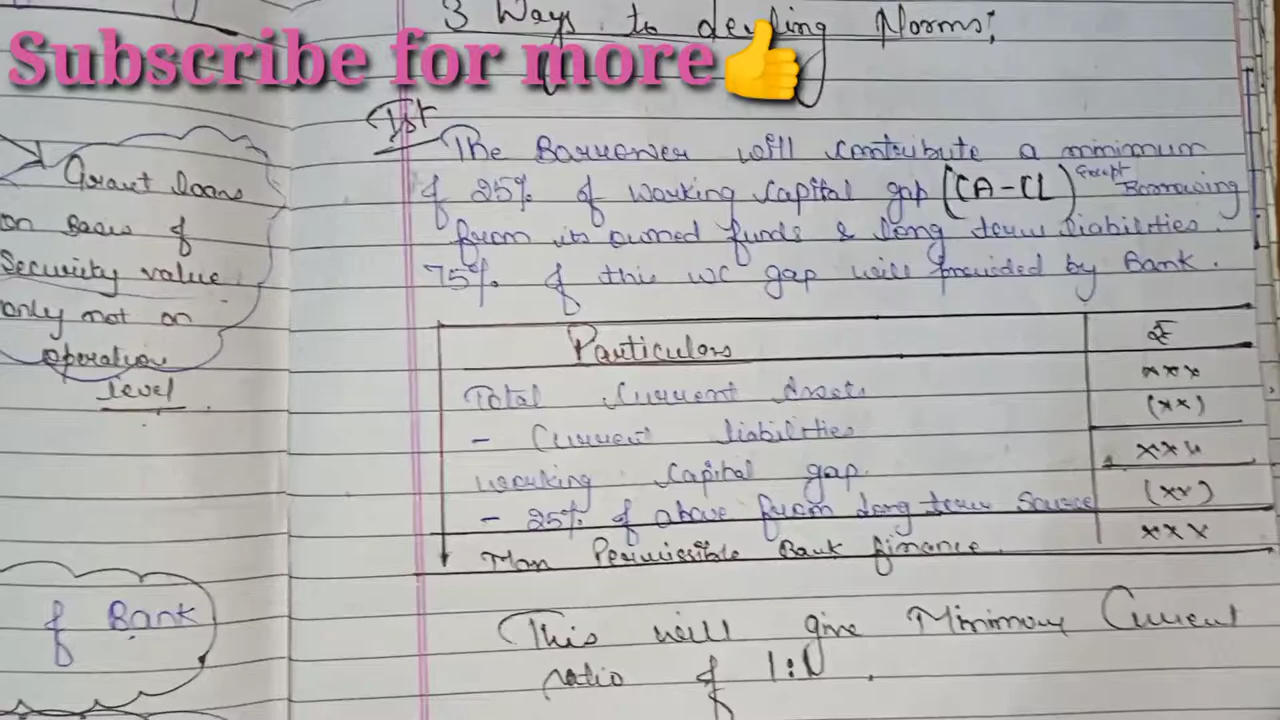 3 Ways to
Norms:
Subscribe for more👍
Ist
The Borrower will contribute a minimum
of 25% of working capital gap (CA-CL) except Borrowing
from its owned funds & long term liabilities.
75% of this WC gap will provided by Bank.
Grant loans
on Basis of
Security value
only not on
operation
level.
Particulars ₹
Total Current Assets xxx
- Current liabilities (xx)
working capital gap. xxx
- 25% of above from long term Source (xx)
Max Permissible Bank finance. xxx
of Bank
This will give Minimum Current
ratio of 1:1.